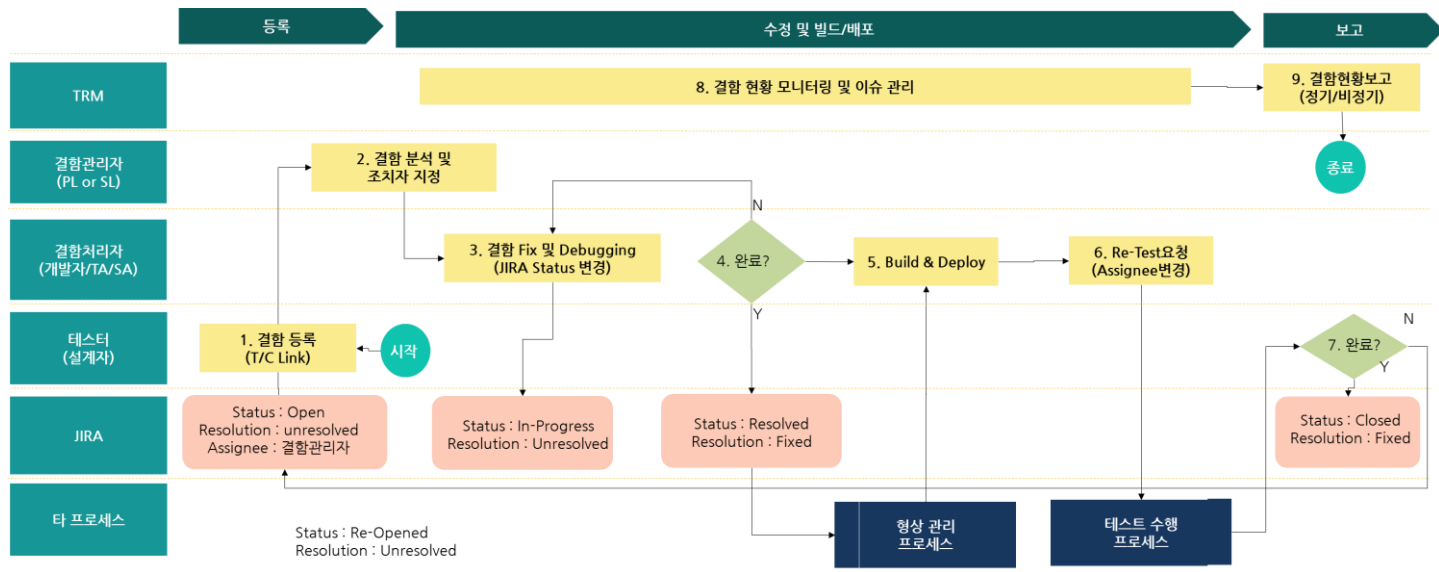 등록
수정 및 빌드/배포
보고
TRM
8. 결함 현황 모니터링 및 이슈 관리
9. 결함현황보고
(정기/비정기)
결함관리자
(PL or SL)
2. 결함 분석 및
조치자 지정
종료
N
결함처리자
(개발자/TA/SA)
3. 결함 Fix 및 Debugging
(JIRA Status 변경)
4. 완료?
5. Build & Deploy
6. Re-Test요청
(Assignee변경)
Y
테스터
(설계자)
1. 결함 등록
(T/C Link)
시작
N
7. 완료?
Y
JIRA
Status : Open
Resolution : unresolved
Assignee : 결함관리자
Status : In-Progress
Resolution : Unresolved
Status : Resolved
Resolution : Fixed
Status : Closed
Resolution : Fixed
타 프로세스
Status : Re-Opened
Resolution : Unresolved
형상 관리
프로세스
테스트 수행
프로세스